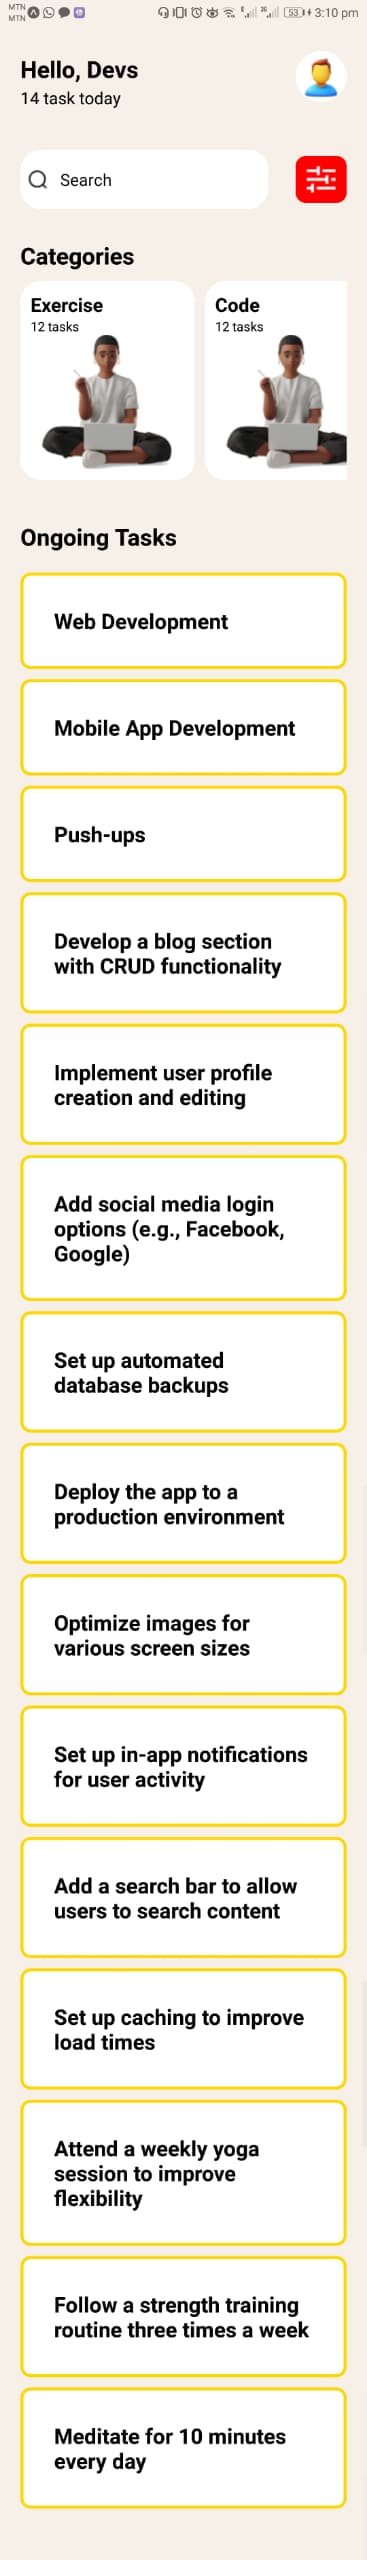 MTN
MTN
53
3:10 pm
Hello, Devs
14 task today
Search
Categories
Exercise
12 tasks
Code
12 tasks
Ongoing Tasks
Web Development
Mobile App Development
Push-ups
Develop a blog section
with CRUD functionality
Implement user profile
creation and editing
Add social media login
options (e.g., Facebook,
Google)
Set up automated
database backups
Deploy the app to a
production environment
Optimize images for
various screen sizes
Set up in-app notifications
for user activity
Add a search bar to allow
users to search content
Set up caching to improve
load times
Attend a weekly yoga
session to improve
flexibility
Follow a strength training
routine three times a week
Meditate for 10 minutes
every day